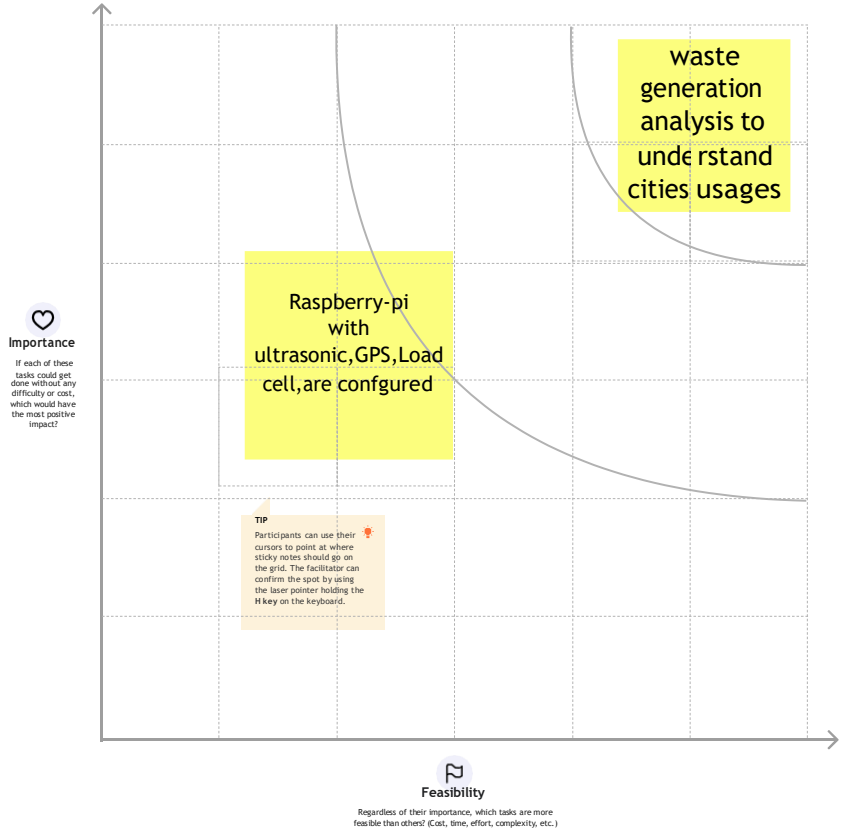 waste
generation
analysis to
understand
cities usages
Raspberry-pi
with
ultrasonic,GPS,Load
cell,are confgured
Importance
If each of these
tasks could get
done without any
difficulty or cost,
which would have
the most positive
impact?
TIP
Participants can use their
cursors to point at where
sticky notes should go on
the grid. The facilitator can
confirm the spot by using
the laser pointer holding the
H key on the keyboard.
Feasibility
Regardless of their importance, which tasks are more
feasible than others? (Cost, time, effort, complexity, etc.)